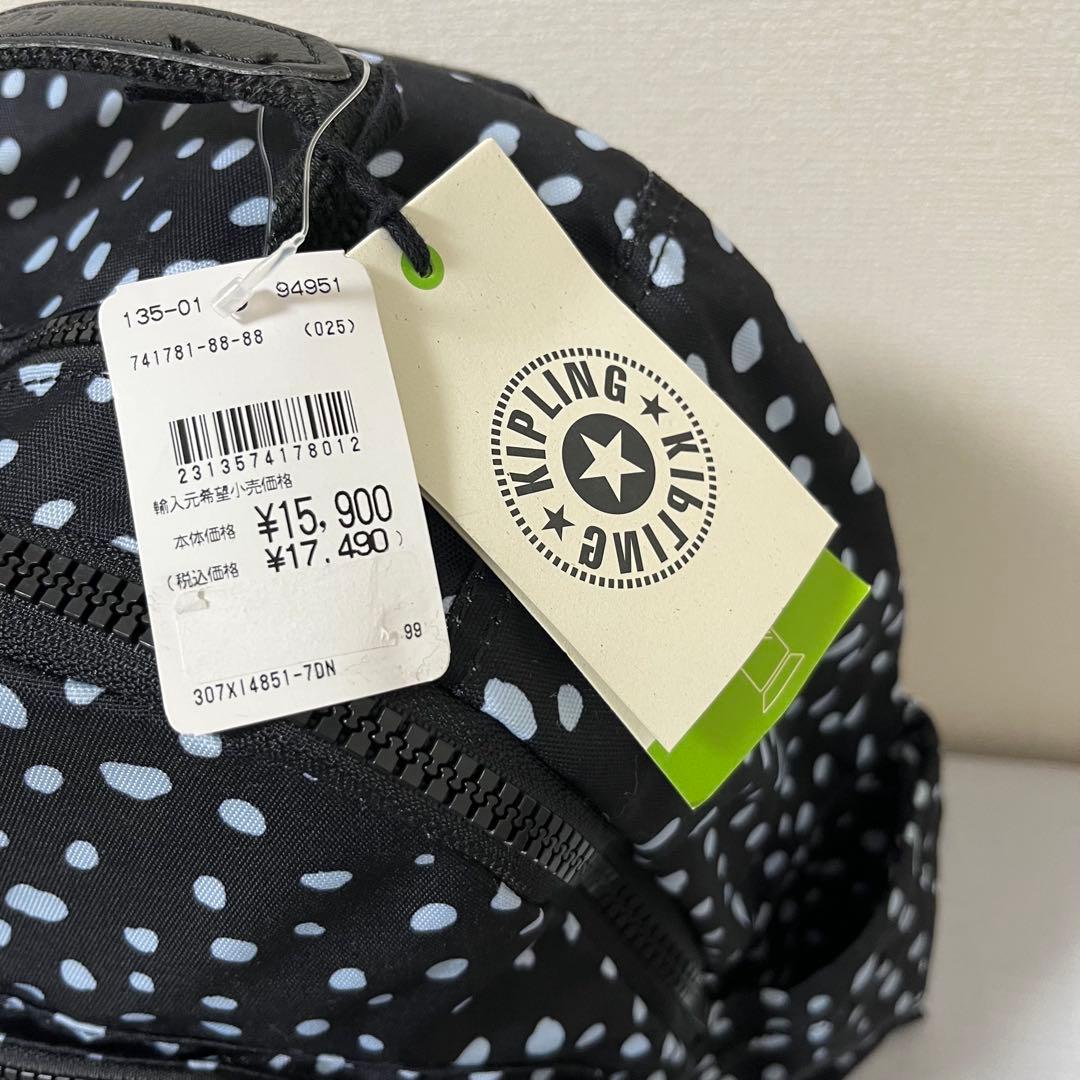 135-01 94951
741781-88-88 (025)
2313574178012
輸入元希望小売価格
本体価格 ¥15,900
(税込価格 ¥17,490)
99
307XI4851-7DN
KIPLING ★ KIPLING ★